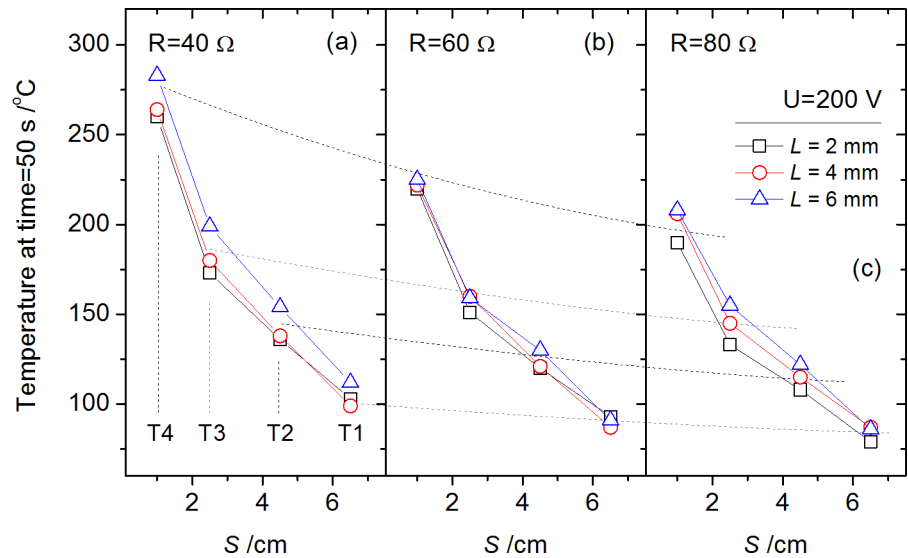 Temperature at time=50 s /°C
300
250
200
150
100
R=40 Ω
(a)
T4
T3
T2
T1
2
4
6
S /cm
R=60 Ω
(b)
2
4
6
S /cm
R=80 Ω
U=200 V
L = 2 mm
L = 4 mm
L = 6 mm
(c)
2
4
6
S /cm